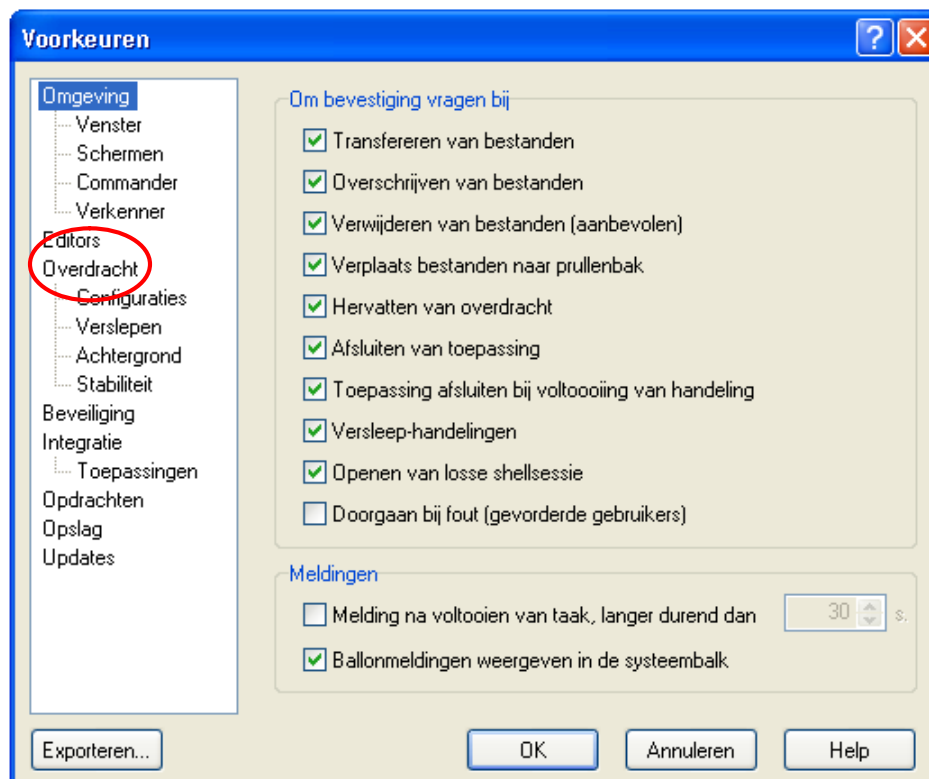 Voorkeuren
Omgeving
Venster
Schermen
Commander
Verkenner
Editors
Overdracht
Configuraties
Verslepen
Achtergrond
Stabiliteit
Beveiliging
Integratie
Toepassingen
Opdrachten
Opslag
Updates
Om bevestiging vragen bij
Transfereren van bestanden
Overschrijven van bestanden
Verwijderen van bestanden (aanbevolen)
Verplaats bestanden naar prullenbak
Hervatten van overdracht
Afsluiten van toepassing
Toepassing afsluiten bij voltoooiing van handeling
Versleep-handelingen
Openen van losse shellsessie
Doorgaan bij fout (gevorderde gebruikers)
Meldingen
Melding na voltooien van taak, langer durend dan 30 s.
Ballonmeldingen weergeven in de systeembalk
Exporteren... OK Annuleren Help